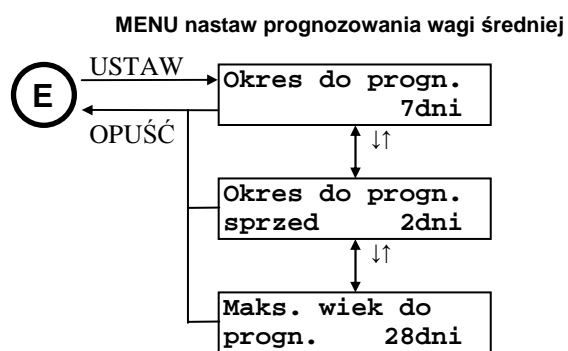 MENU nastaw prognozowania wagi średniej
USTAW
E
OPUŚĆ
Okres do progn.
7dni
↓↑
Okres do progn.
sprzed 2dni
↓↑
Maks. wiek do
progn. 28dni